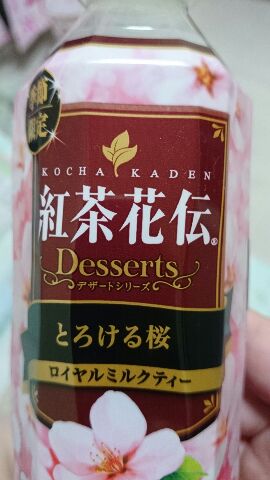 季節
限定
KOCHA KADEN
紅茶花伝®
Desserts
デザートシリーズ
とろける桜
ロイヤルミルクティー